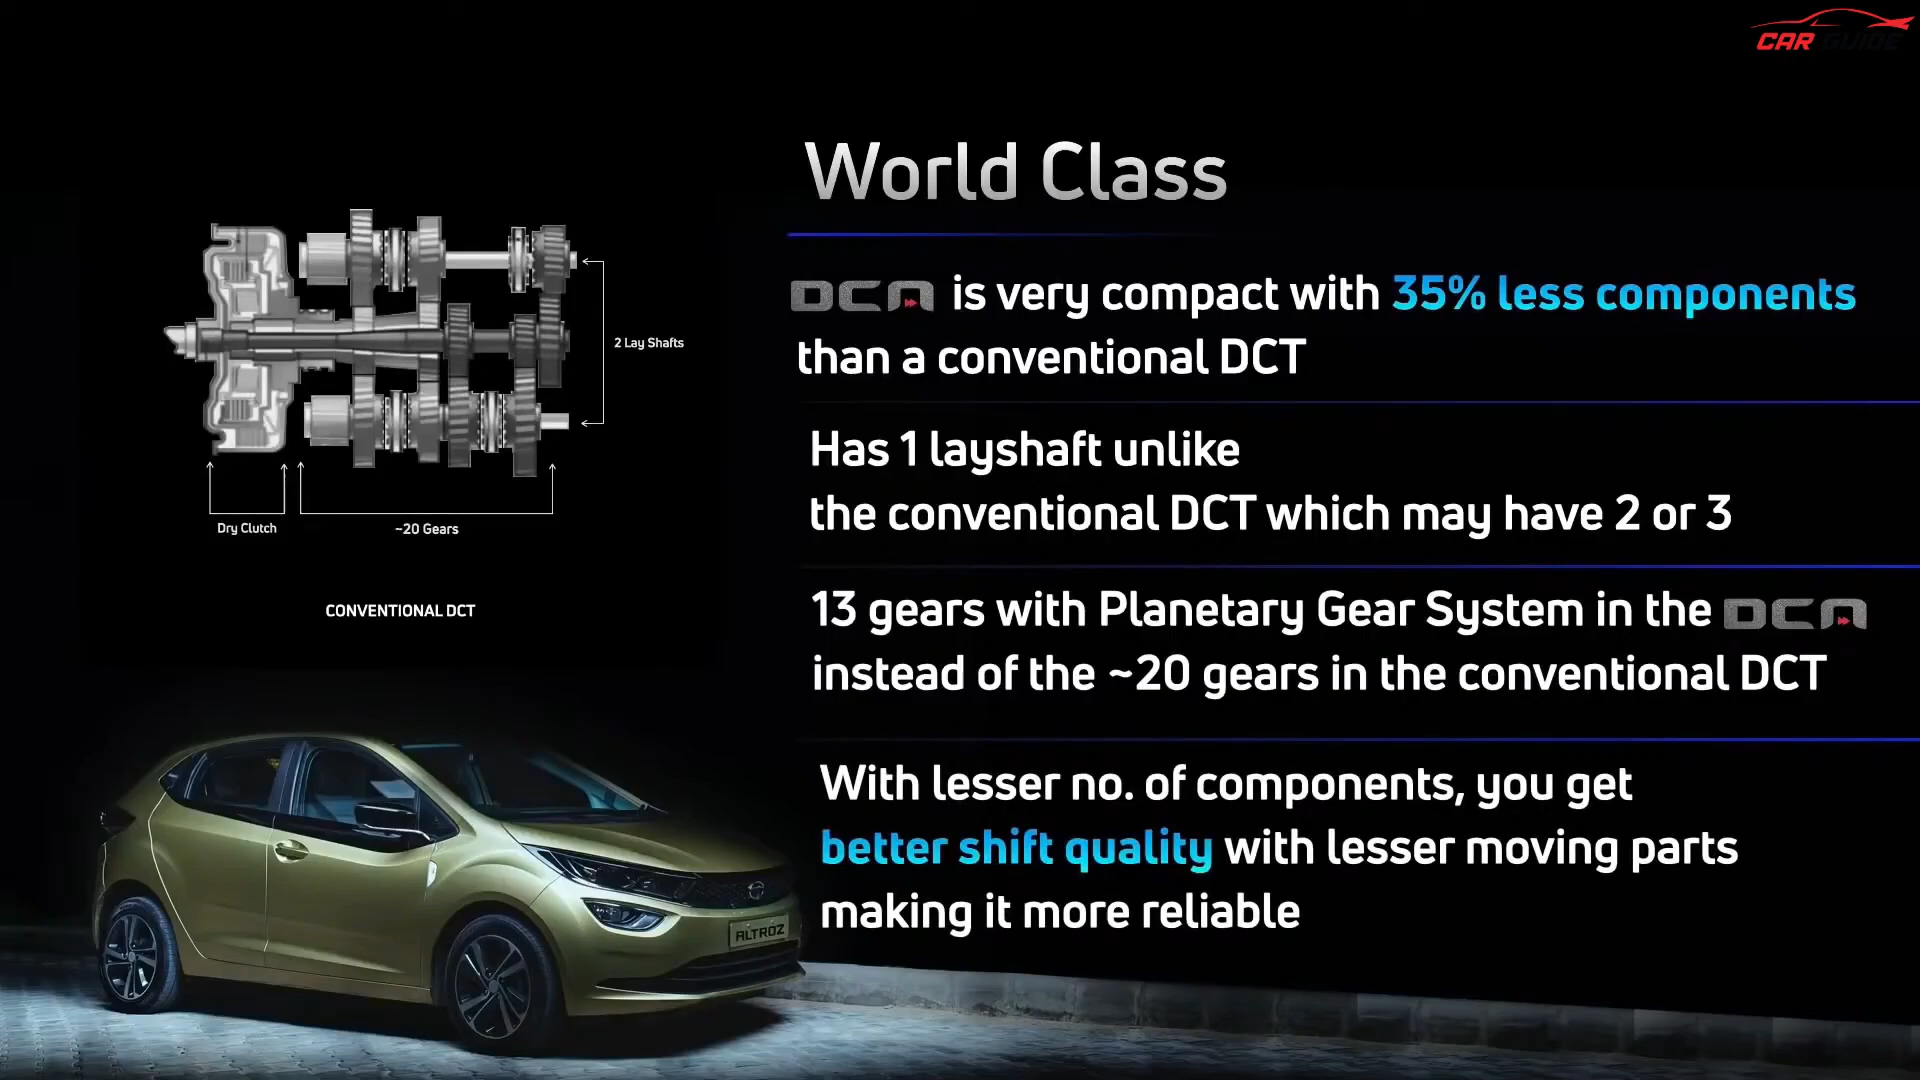 CAR GUIDE
World Class
DCA is very compact with 35% less components
than a conventional DCT
Has 1 layshaft unlike
the conventional DCT which may have 2 or 3
13 gears with Planetary Gear System in the DCA
instead of the ~20 gears in the conventional DCT
With lesser no. of components, you get
better shift quality with lesser moving parts
making it more reliable
2 Lay Shafts
Dry Clutch
~20 Gears
CONVENTIONAL DCT
ALTROZ